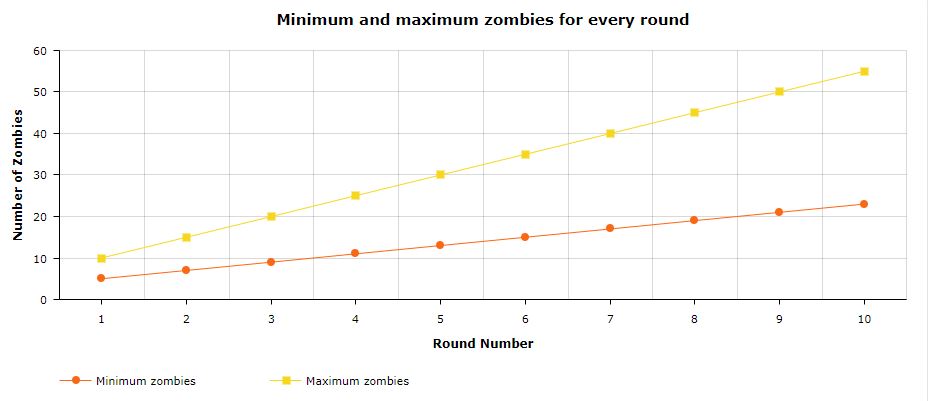 Minimum and maximum zombies for every round
Number of Zombies
60
50
40
30
20
10
0
1 2 3 4 5 6 7 8 9 10
Round Number
Minimum zombies Maximum zombies